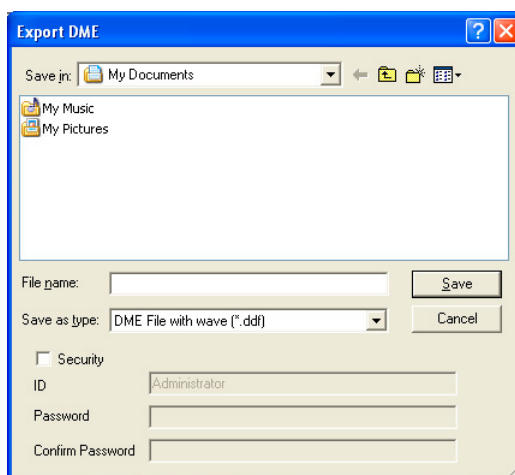 Export DME
Save in: My Documents
My Music
My Pictures
File name: Save
Save as type: DME File with wave (*.ddf) Cancel
Security
ID Administrator
Password
Confirm Password